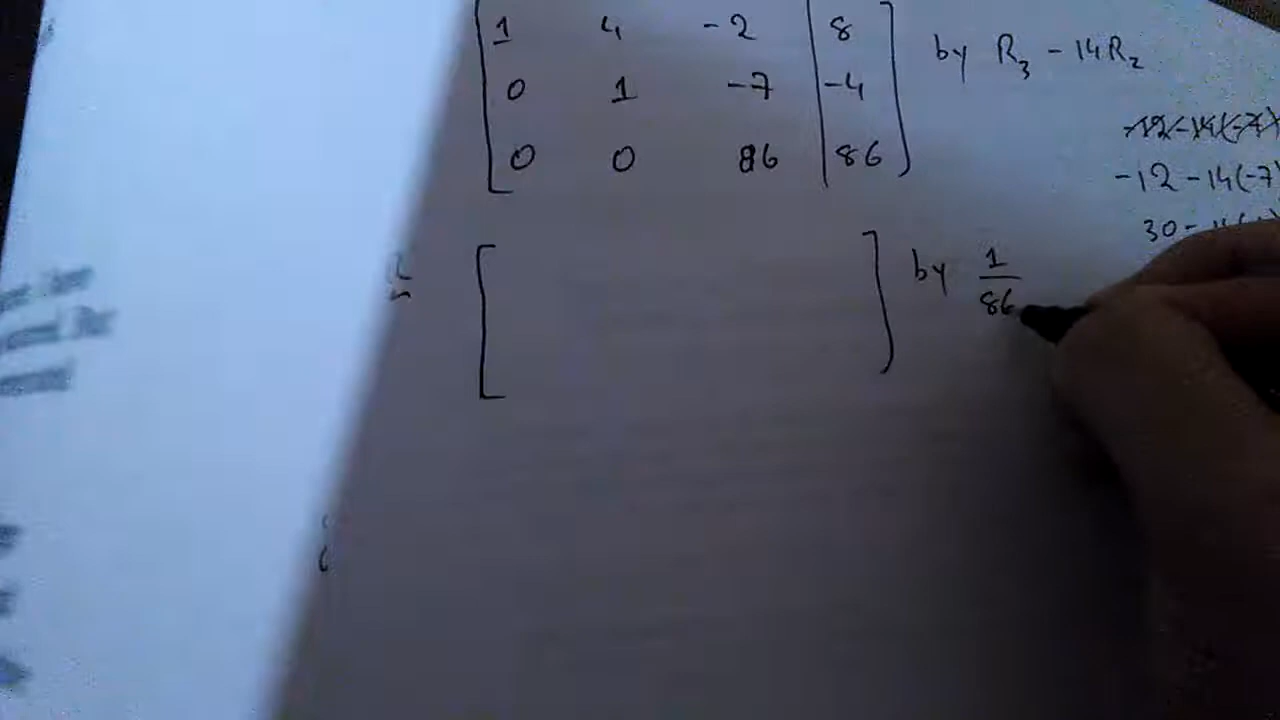 1 4 -2 8
0 1 -7 -4 by R₃ - 14R₂
0 0 86 86
-12-14(-7)
by 1/86